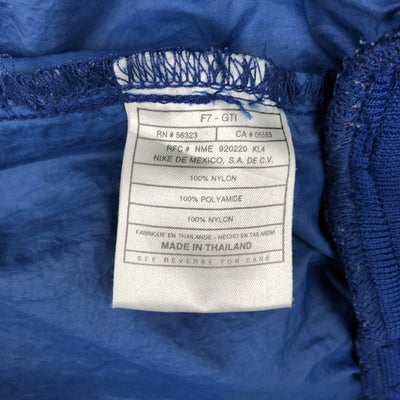 F7 - GTI
RN # 56323 CA # 05553
RFC # NME 920220 KL4
NIKE DE MEXICO, S.A. DE C.V.
100% NYLON
100% POLYAMIDE
100% NYLON
FABRIQUE EN THAILANDE - HECHO EN TAILANDIA
MADE IN THAILAND
SEE REVERSE FOR CARE